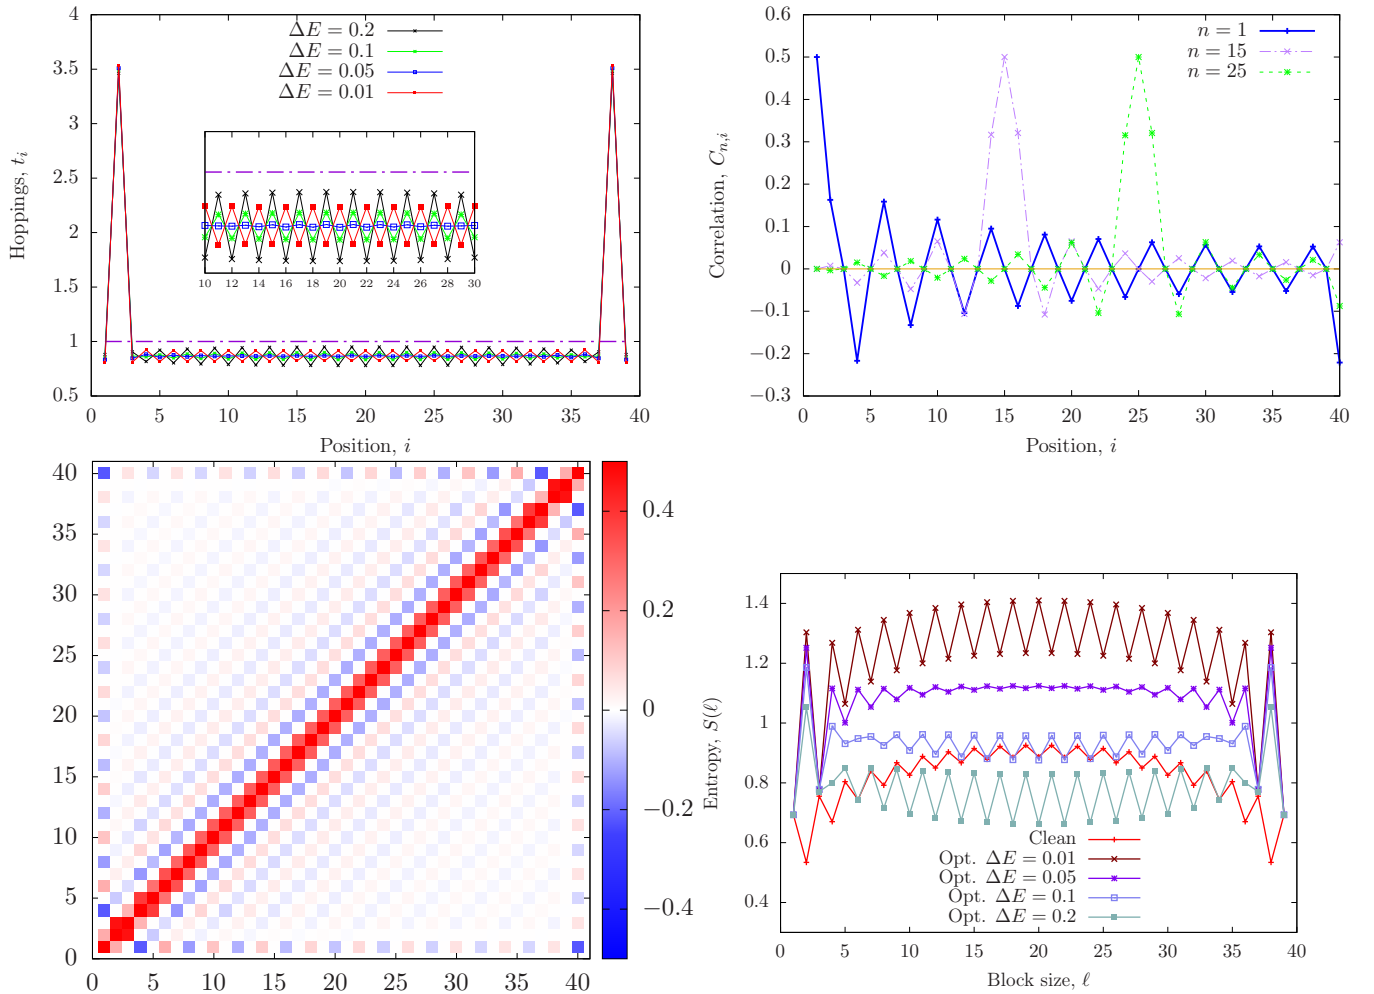 ΔE = 0.2
ΔE = 0.1
ΔE = 0.05
ΔE = 0.01
4
3.5
3
2.5
2
1.5
1
0.5
Hoppings, t_i
10 12 14 16 18 20 22 24 26 28 30
0 5 10 15 20 25 30 35 40
Position, i
n = 1
n = 15
n = 25
0.6
0.5
0.4
0.3
0.2
0.1
0
−0.1
−0.2
−0.3
Correlation, C_{n,i}
0 5 10 15 20 25 30 35 40
Position, i
40
35
30
25
20
15
10
5
0
0 5 10 15 20 25 30 35 40
0.4
0.2
0
−0.2
−0.4
1.4
1.2
1
0.8
0.6
0.4
Entropy, S(ℓ)
Clean
Opt. ΔE = 0.01
Opt. ΔE = 0.05
Opt. ΔE = 0.1
Opt. ΔE = 0.2
0 5 10 15 20 25 30 35 40
Block size, ℓ